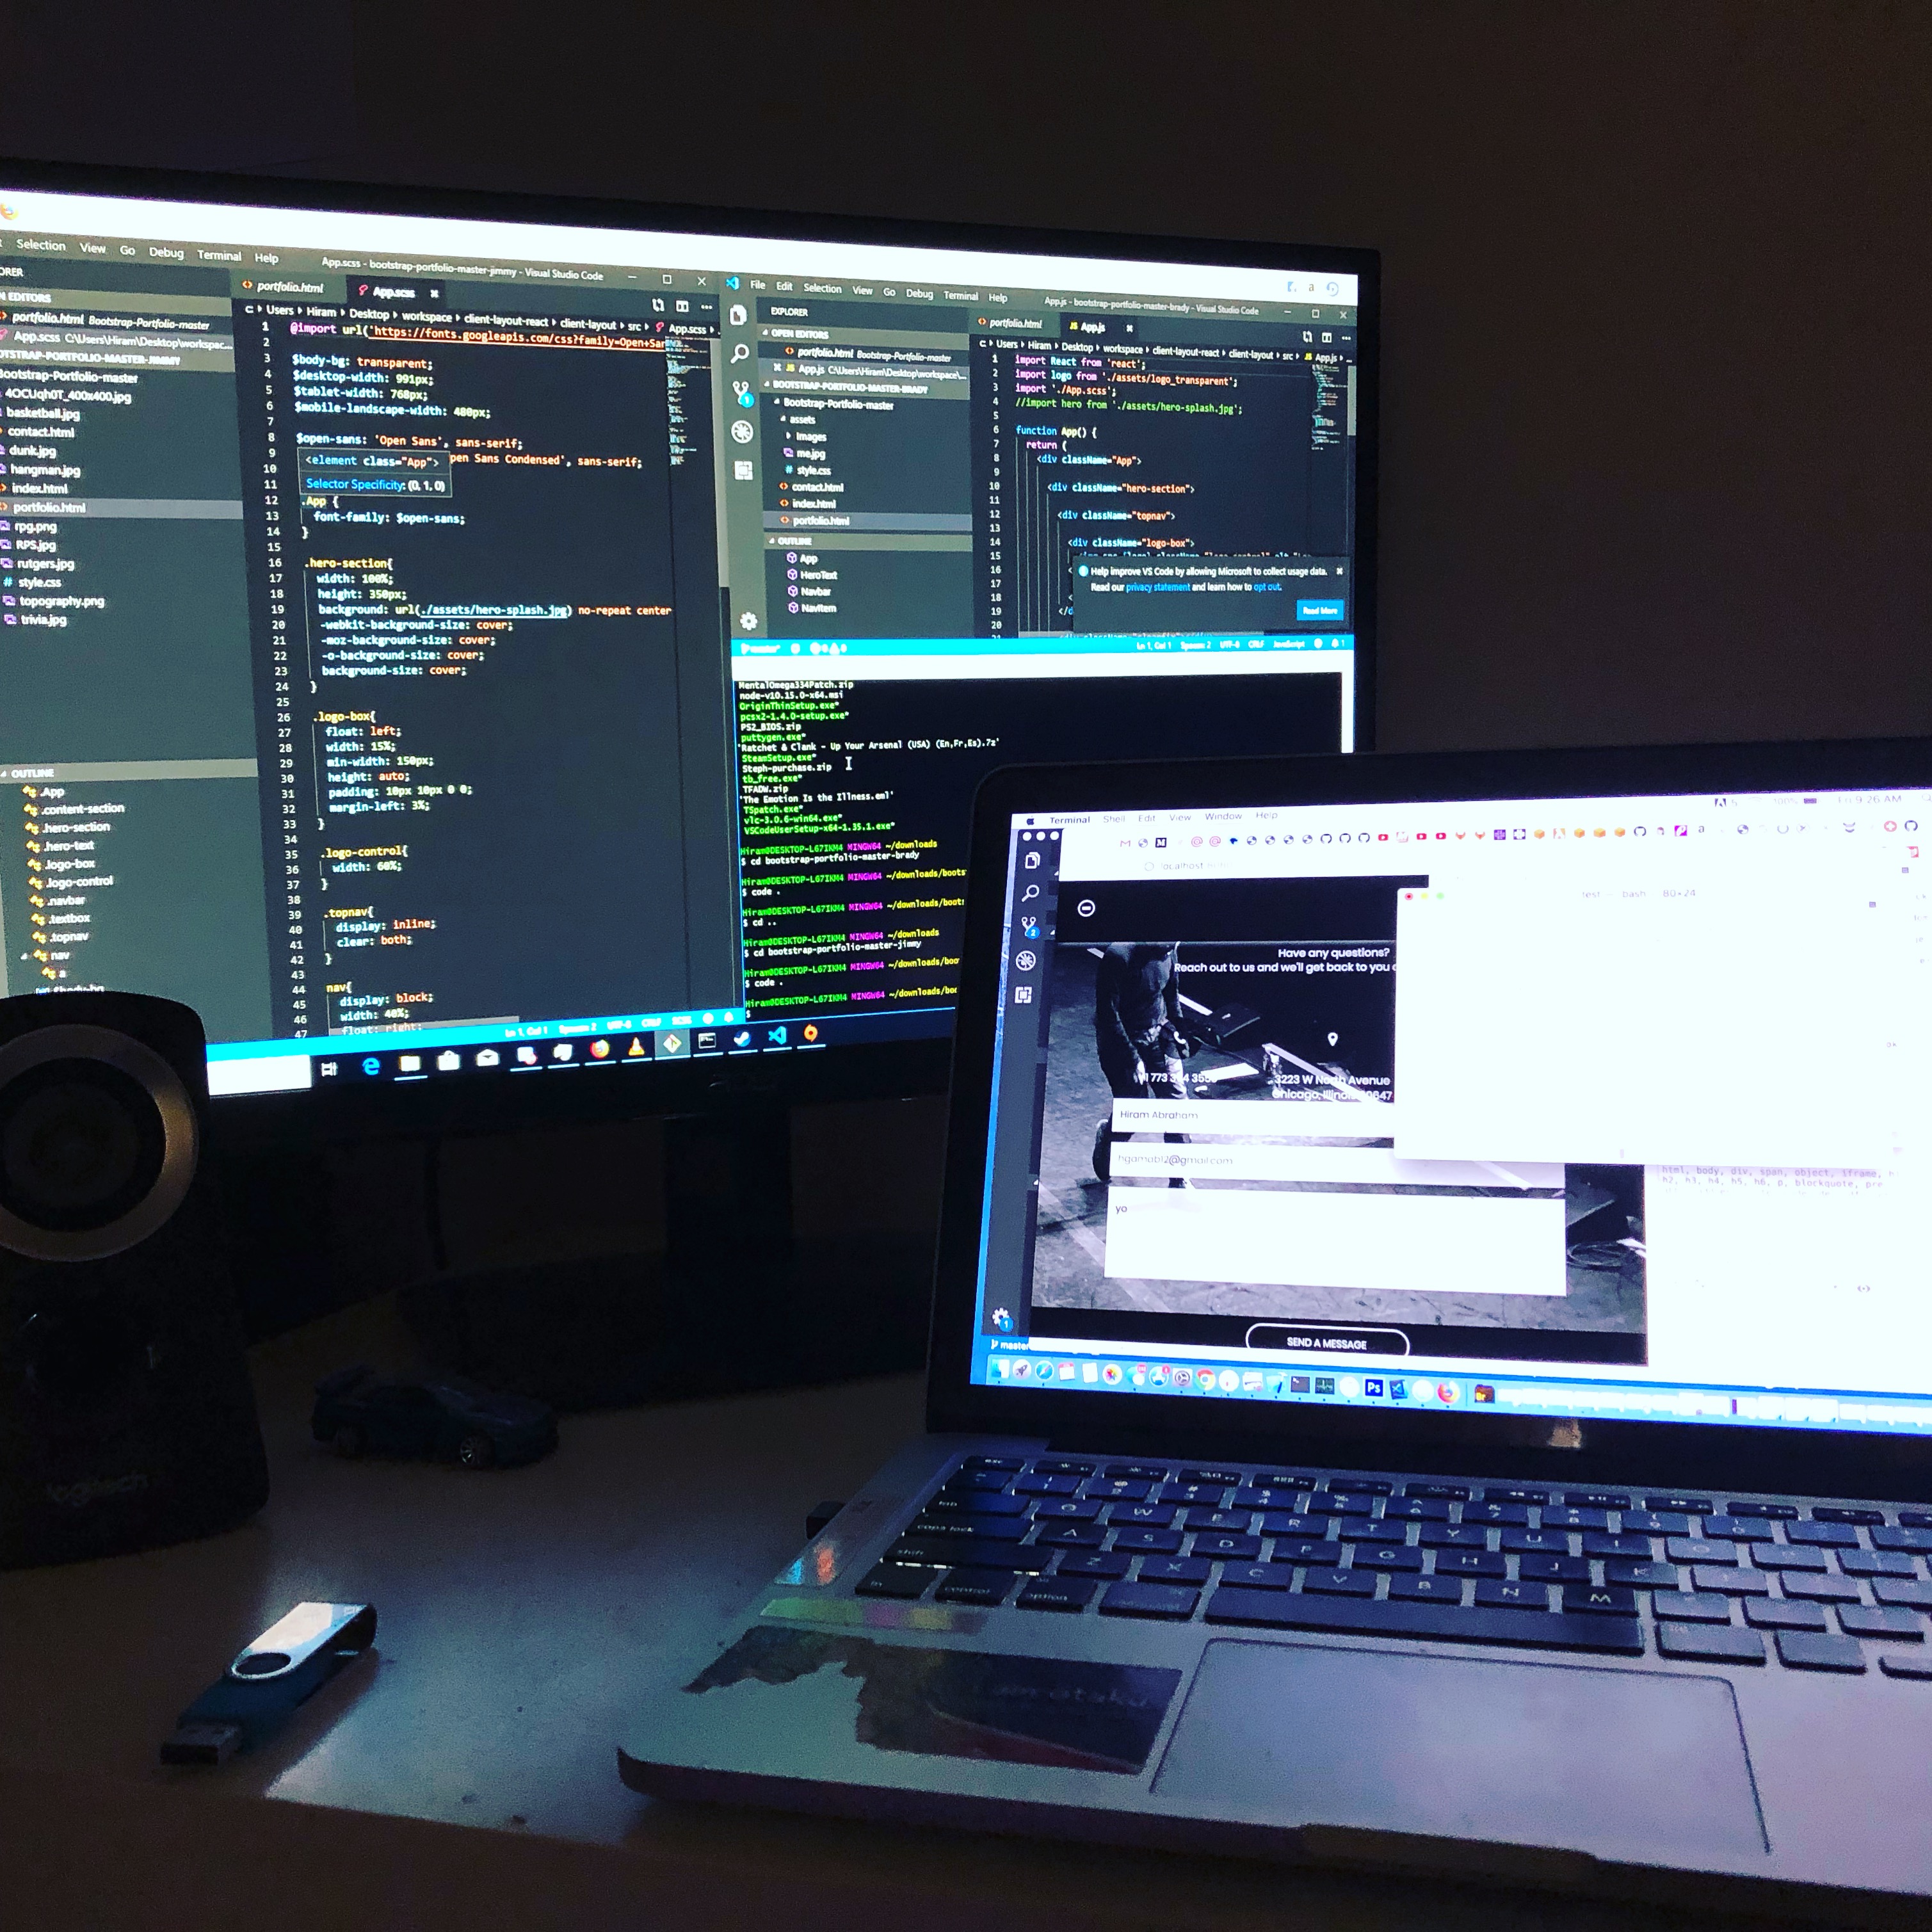 Selection View Go Debug Terminal Help
App.scss - bootstrap-portfolio-master-jimmy - Visual Studio Code
portfolio.html App.scss
Users Hiram Desktop workspace client-layout-react client-layout src App.scss
portfolio.html Bootstrap-Portfolio-master
App.scss C:\Users\Hiram\Desktop\workspac...
OTSTRAP-PORTFOLIO-MASTER-JIMMY
Bootstrap-Portfolio-master
4OCUqh0T_400x400.jpg
basketball.jpg
contact.html
dunk.jpg
hangman.jpg
index.html
portfolio.html
rpg.png
RPS.jpg
rutgers.jpg
style.css
topography.png
trivia.jpg
OUTLINE
.App
.content-section
.hero-section
.hero-text
.logo-box
.logo-control
.navbar
.textbox
.topnav
nav
a
1 @import url('https://fonts.googleapis.com/css?family=Open+San
2
3 $body-bg: transparent;
4 $desktop-width: 991px;
5 $tablet-width: 768px;
6 $mobile-landscape-width: 480px;
7
8 $open-sans: 'Open Sans', sans-serif;
9 pen Sans Condensed', sans-serif;
<element class="App">
10
11
Selector Specificity: (0, 1, 0)
12 .App {
13 font-family: $open-sans;
14 }
15
16 .hero-section{
17 width: 100%;
18 height: 350px;
19 background: url(./assets/hero-splash.jpg) no-repeat center
20 -webkit-background-size: cover;
21 -moz-background-size: cover;
22 -o-background-size: cover;
23 background-size: cover;
24 }
25
26 .logo-box{
27 float: left;
28 width: 15%;
29 min-width: 150px;
30 height: auto;
31 padding: 10px 10px 0 0;
32 margin-left: 3%;
33 }
34
35 .logo-control{
36 width: 60%;
37 }
38
39 .topnav{
40 display: inline;
41 clear: both;
42 }
43
44 nav{
45 display: block;
46 width: 40%;
47 float: right;
Ln 1, Col 1 Spaces: 2 UTF-8 CRLF SCSS
File Edit Selection View Go Debug Terminal Help
App.js - bootstrap-portfolio-master-brady - Visual Studio Code
EXPLORER
OPEN EDITORS
portfolio.html Bootstrap-Portfolio-master
App.js C:\Users\Hiram\Desktop\workspace\...
BOOTSTRAP-PORTFOLIO-MASTER-BRADY
Bootstrap-Portfolio-master
assets
Images
me.jpg
style.css
contact.html
index.html
portfolio.html
OUTLINE
App
HeroText
Navbar
NavItem
portfolio.html App.js
C: Users Hiram Desktop workspace client-layout-react client-layout src App.js
1 import React from 'react';
2 import logo from './assets/logo_transparent';
3 import './App.scss';
4 //import hero from './assets/hero-splash.jpg';
5
6 function App() {
7 return (
8 <div className="App">
9
10 <div className="hero-section">
11
12 <div className="topnav">
13
14 <div className="logo-box">
15
16
17
18
19
Help improve VS Code by allowing Microsoft to collect usage data.
Read our privacy statement and learn how to opt out.
Read More
Ln 1, Col 1 Spaces: 2 UTF-8 CRLF JavaScript
MentalOmega334Patch.zip
node-v10.15.0-x64.msi
OriginThinSetup.exe*
pcsx2-1.4.0-setup.exe*
PS2_BIOS.zip
puttygen.exe*
'Ratchet & Clank - Up Your Arsenal (USA) (En,Fr,Es).7z'
SteamSetup.exe*
Steph-purchase.zip
tb_free.exe*
TFADW.zip
'The Emotion Is the Illness.eml'
TSpatch.exe*
vlc-3.0.6-win64.exe*
VSCodeUserSetup-x64-1.35.1.exe*
Hiram@DESKTOP-L67IKM4 MINGW64 ~/downloads
$ cd bootstrap-portfolio-master-brady
Hiram@DESKTOP-L67IKM4 MINGW64 ~/downloads/boots
$ code .
Hiram@DESKTOP-L67IKM4 MINGW64 ~/downloads/boots
$ cd ..
Hiram@DESKTOP-L67IKM4 MINGW64 ~/downloads
$ cd bootstrap-portfolio-master-jimmy
Hiram@DESKTOP-L67IKM4 MINGW64 ~/downloads/boo
$ code .
Hiram@DESKTOP-L67IKM4 MINGW64 ~/downloads/boo
$
Terminal Shell Edit View Window Help
100% Fri 9:26 AM
localhost
test bash 80×24
Have any questions?
Reach out to us and we'll get back to you
3223 W North Avenue
Chicago, Illinois
Hiram Abraham
hgamabl2@gmail.com
yo
SEND A MESSAGE
html, body, div, span, object, iframe,
h2, h3, h4, h5, h6, p, blockquote, pre
master
Ps
logitech
esc
tab Q W E R T Y U I
caps lock A S D F G H J K
shift Z X C V B N M
fn control option